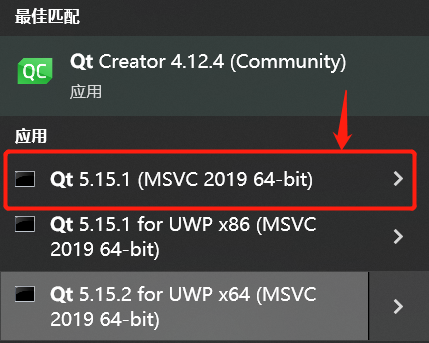 最佳匹配
QC
Qt Creator 4.12.4 (Community)
应用
应用
Qt 5.15.1 (MSVC 2019 64-bit)
Qt 5.15.1 for UWP x86 (MSVC
2019 64-bit)
Qt 5.15.2 for UWP x64 (MSVC
2019 64-bit)